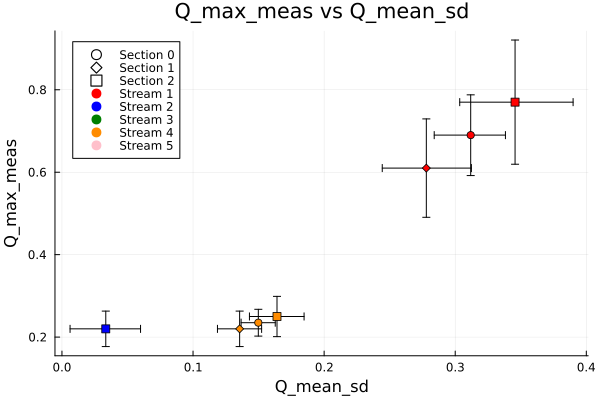 Q_max_meas vs Q_mean_sd
Section 0
Section 1
Section 2
Stream 1
Stream 2
Stream 3
Stream 4
Stream 5
Q_max_meas
0.8
0.6
0.4
0.2
0.0 0.1 0.2 0.3 0.4
Q_mean_sd